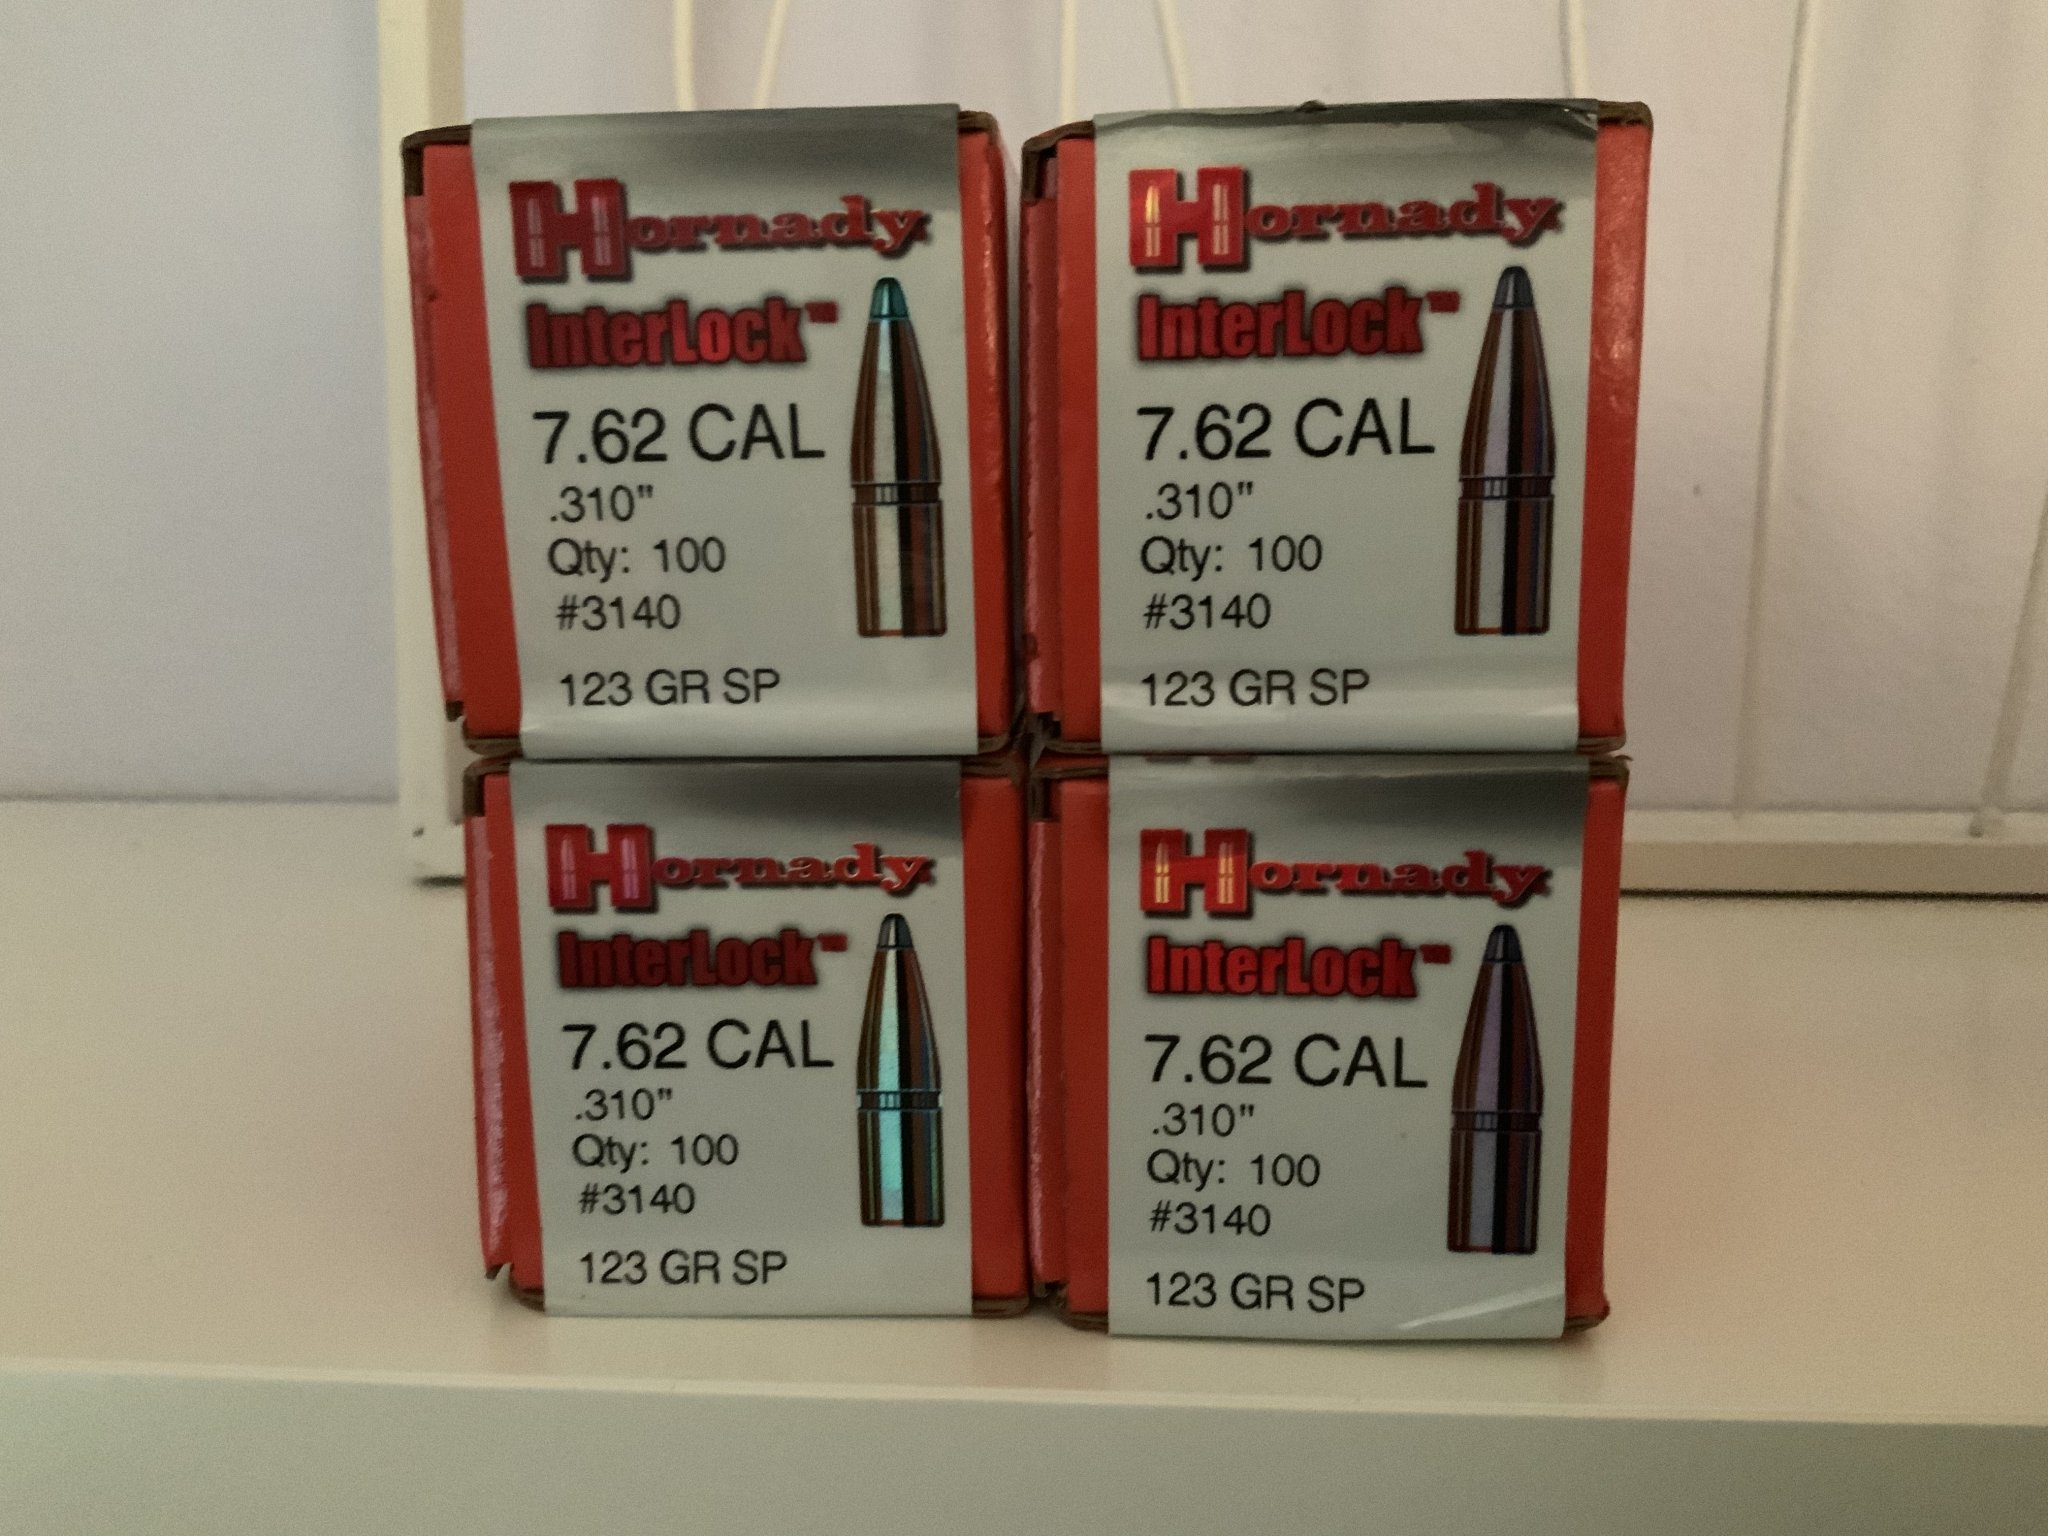 Hornady
InterLock™
7.62 CAL
.310"
Qty: 100
#3140
123 GR SP
Hornady
InterLock™
7.62 CAL
.310"
Qty: 100
#3140
123 GR SP
Hornady
InterLock™
7.62 CAL
.310"
Qty: 100
#3140
123 GR SP
Hornady
InterLock™
7.62 CAL
.310"
Qty: 100
#3140
123 GR SP